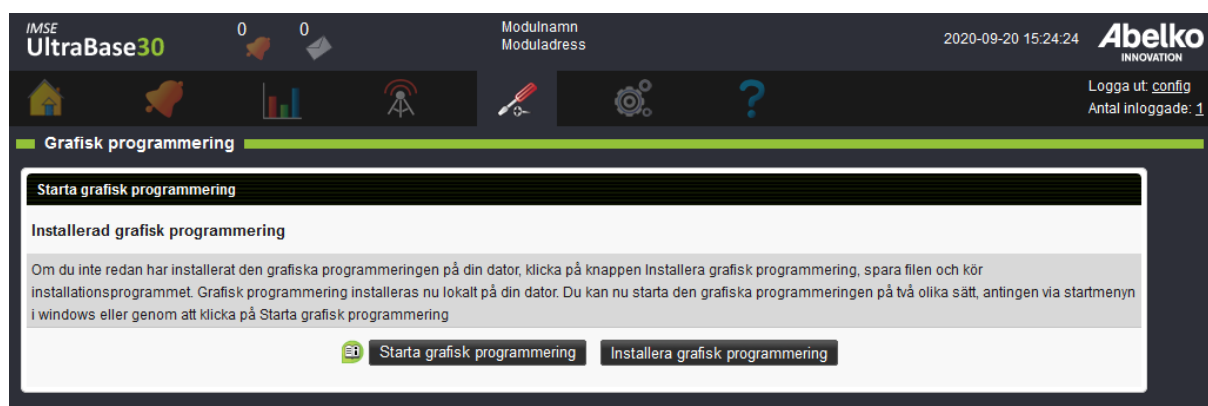 IMSE
UltraBase30
0
0
Modulnamn
Moduladress
2020-09-20 15:24:24
Abelko
INNOVATION
?
Logga ut: config
Antal inloggade: 1
Grafisk programmering
Starta grafisk programmering
Installerad grafisk programmering
Om du inte redan har installerat den grafiska programmeringen på din dator, klicka på knappen Installera grafisk programmering, spara filen och kör
installationsprogrammet. Grafisk programmering installeras nu lokalt på din dator. Du kan nu starta den grafiska programmeringen på två olika sätt, antingen via startmenyn
i windows eller genom att klicka på Starta grafisk programmering
Starta grafisk programmering
Installera grafisk programmering